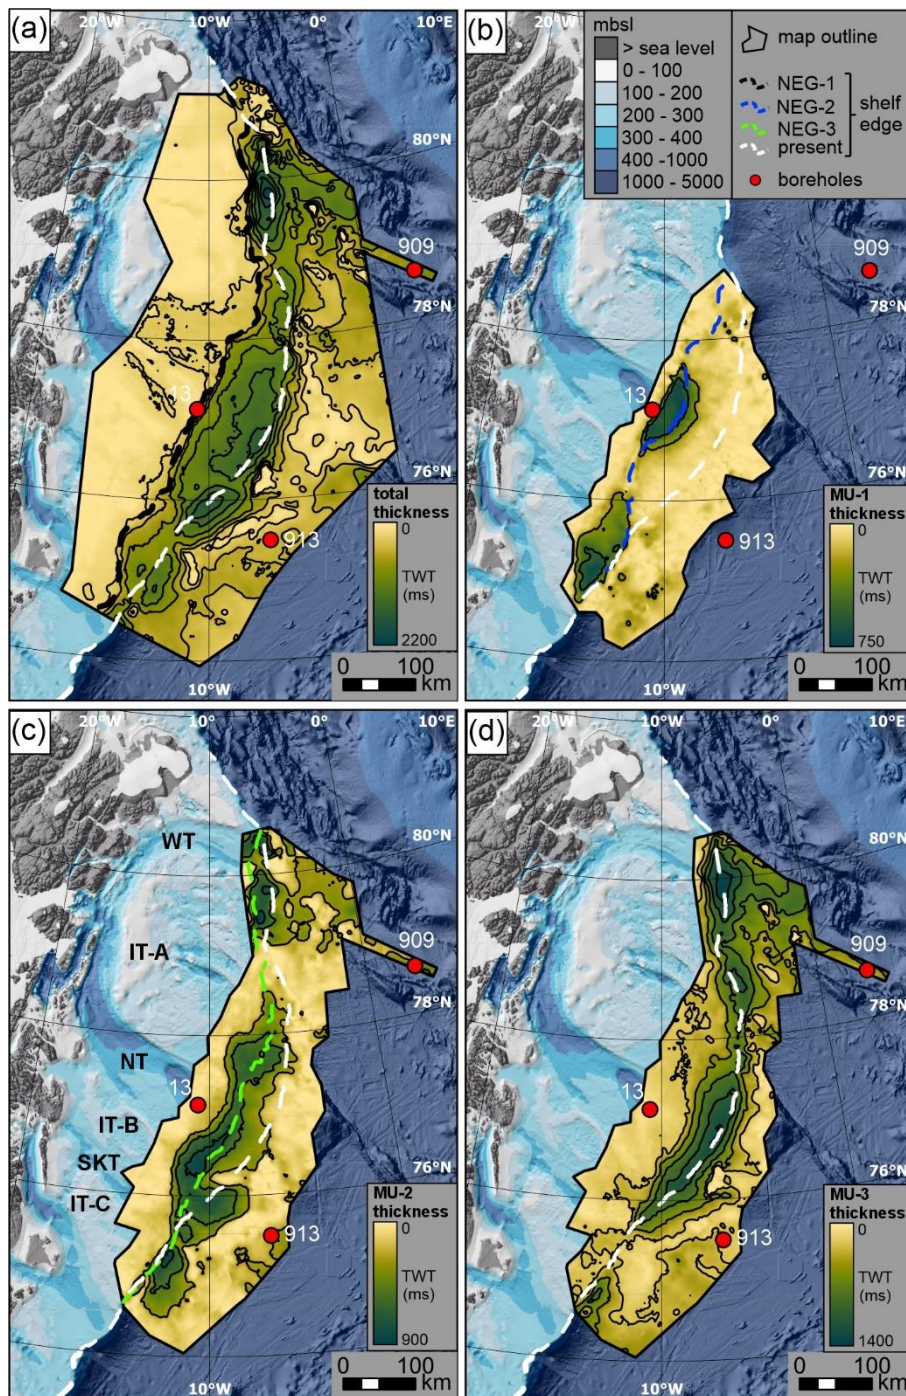 (a)
20°W
10°W
0°
80°N
909
78°N
13
76°N
913
total
thickness
0
TWT
(ms)
2200
0 100
km
10°W
(b)
mbsl
> sea level
0 - 100
100 - 200
200 - 300
300 - 400
400 -1000
1000 - 5000
map outline
NEG-1
NEG-2
NEG-3
present
shelf
edge
boreholes
909
78°N
13
76°N
913
MU-1
thickness
0
TWT
(ms)
750
0 100
km
10°W
(c)
20°W
10°W
0°
10°E
WT
80°N
IT-A
909
78°N
NT
13
IT-B
SKT
76°N
IT-C
913
MU-2
thickness
0
TWT
(ms)
900
0 100
km
10°W
(d)
20°W
10°W
0°
10°E
80°N
909
78°N
13
76°N
913
MU-3
thickness
0
TWT
(ms)
1400
0 100
km
10°W